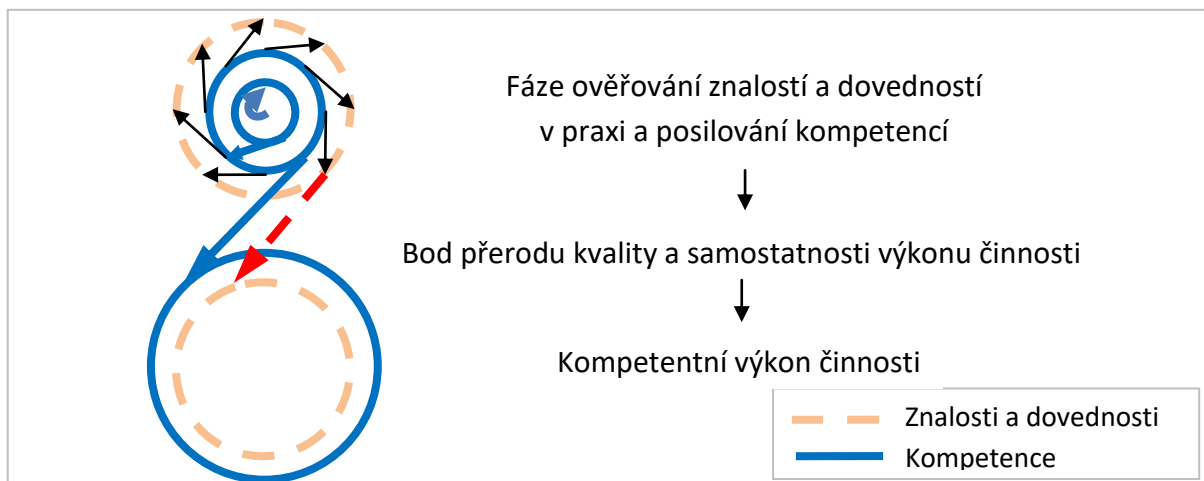 Fáze ověřování znalostí a dovedností
v praxi a posilování kompetencí
Bod přerodu kvality a samostatnosti výkonu činnosti
Kompetentní výkon činnosti
Znalosti a dovednosti
Kompetence